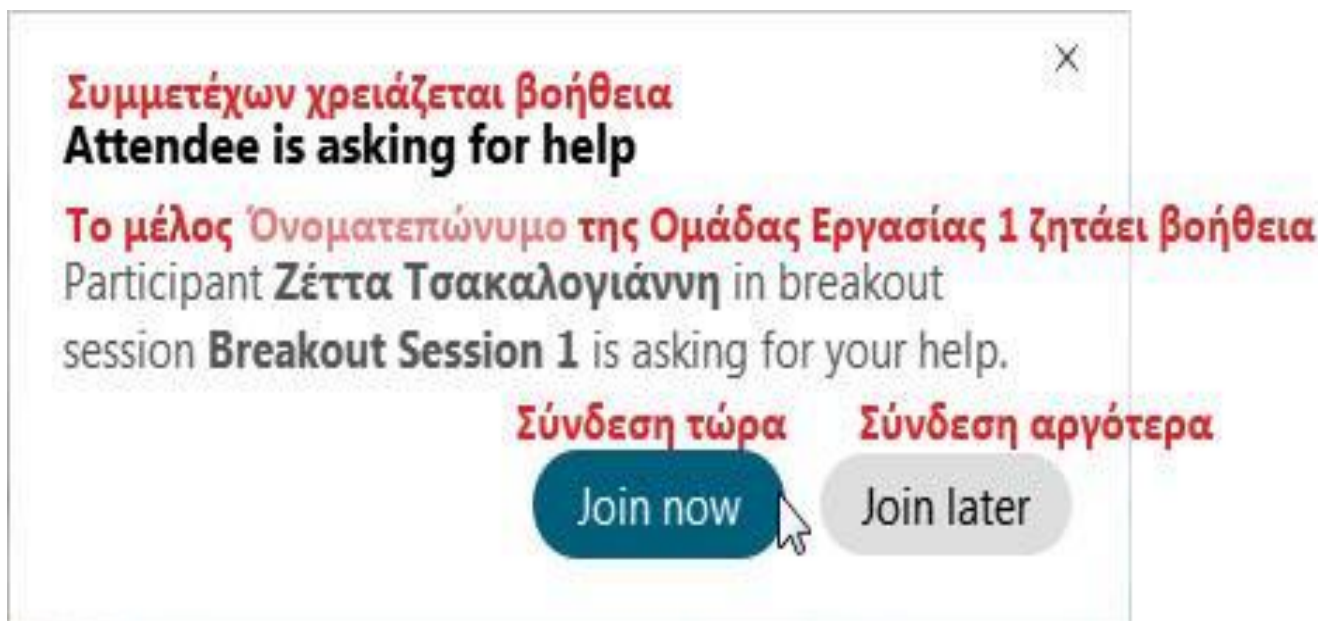 Συμμετέχων χρειάζεται βοήθεια
Attendee is asking for help
Το μέλος Όνοματεπώνυμο της Ομάδας Εργασίας 1 ζητάει βοήθεια
Participant Ζέττα Τσακαλογιάννη in breakout
session Breakout Session 1 is asking for your help.
Σύνδεση τώρα Σύνδεση αργότερα
Join now Join later